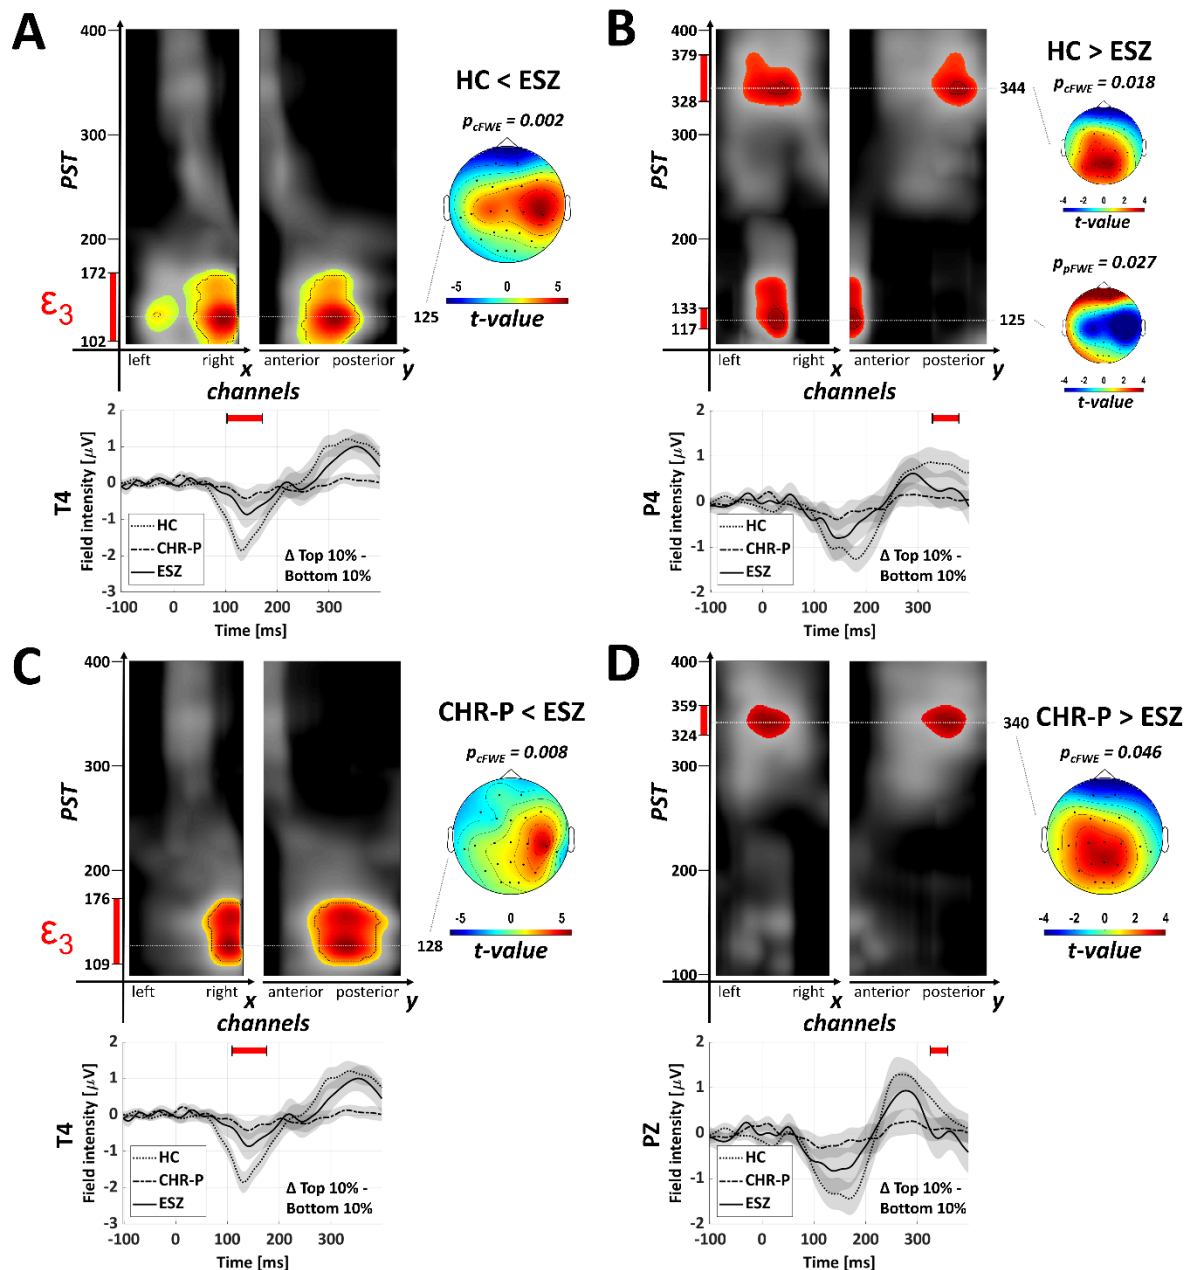 A
400
300
200
172
102
PST
ε3
left
right
x
anterior
posterior
y
channels
HC < ESZ
pcFWE = 0.002
125
-5
0
5
t-value
2
1
0
-1
-2
-3
T4
Field intensity [μV]
HC
CHR-P
ESZ
Δ Top 10% -
Bottom 10%
-100
0
100
200
300
Time [ms]
B
400
379
328
300
200
133
117
PST
left
right
x
anterior
posterior
y
channels
HC > ESZ
344
pcFWE = 0.018
-4
-2
0
2
4
t-value
ppFWE = 0.027
125
-4
-2
0
2
4
t-value
2
1
0
-1
-2
P4
Field intensity [μV]
HC
CHR-P
ESZ
Δ Top 10% -
Bottom 10%
-100
0
100
200
300
Time [ms]
C
400
300
200
176
109
PST
ε3
left
right
x
anterior
posterior
y
channels
CHR-P < ESZ
pcFWE = 0.008
128
-5
0
5
t-value
2
1
0
-1
-2
-3
T4
Field intensity [μV]
HC
CHR-P
ESZ
Δ Top 10% -
Bottom 10%
-100
0
100
200
300
Time [ms]
D
400
359
324
300
200
100
PST
left
right
x
anterior
posterior
y
channels
340
CHR-P > ESZ
pcFWE = 0.046
-4
-2
0
2
4
t-value
2
1
0
-1
-2
PZ
Field intensity [μV]
HC
CHR-P
ESZ
Δ Top 10% -
Bottom 10%
-100
0
100
200
300
Time [ms]